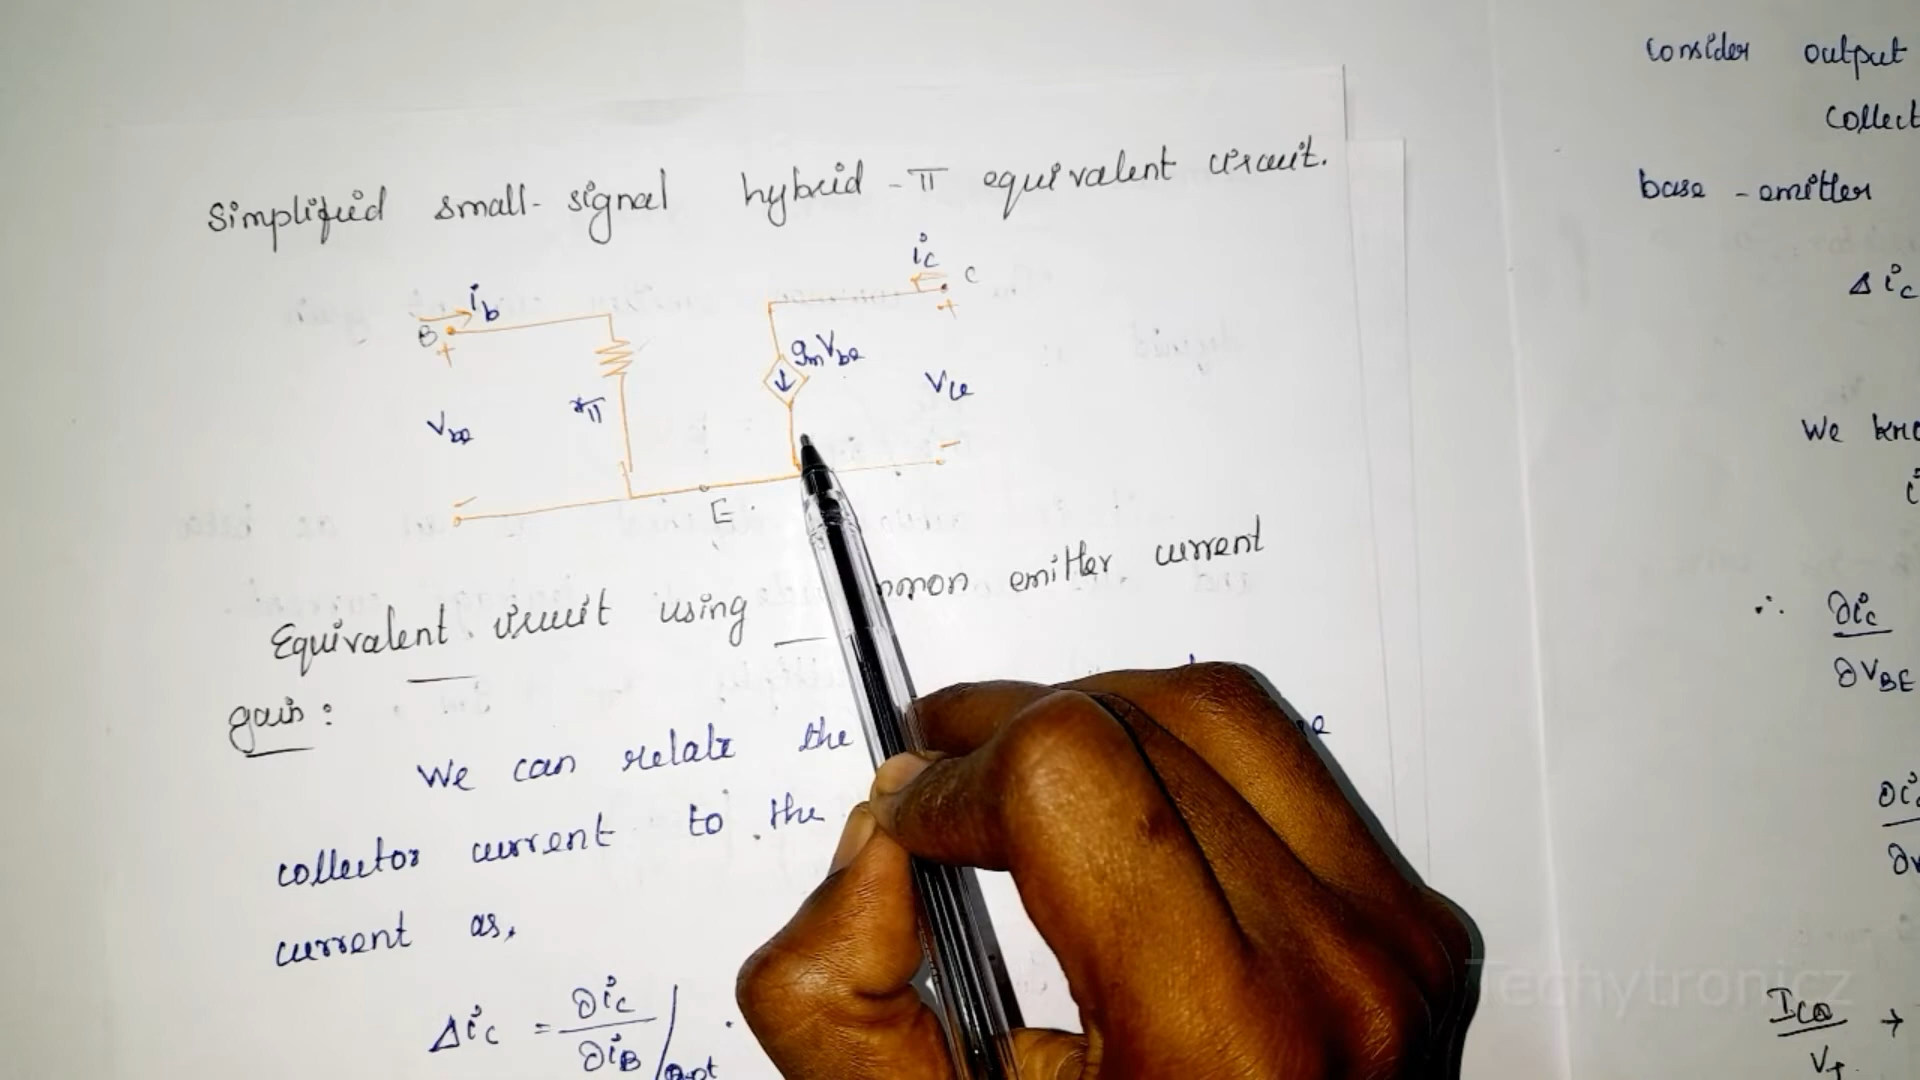 Simplified small-signal hybrid-π equivalent circuit.
ib
ic
C
B
+
+
gmVbe
rπ
Vbe
Vce
-
-
E
Equivalent circuit using emitter current
gain:
We can relate the
collector current to the
current as,
Δic = ∂ic / ∂iB
consider output
base-emitter
Δic
We
∴ ∂ic
∂VBE
ICQ →
VT
Techytronicz